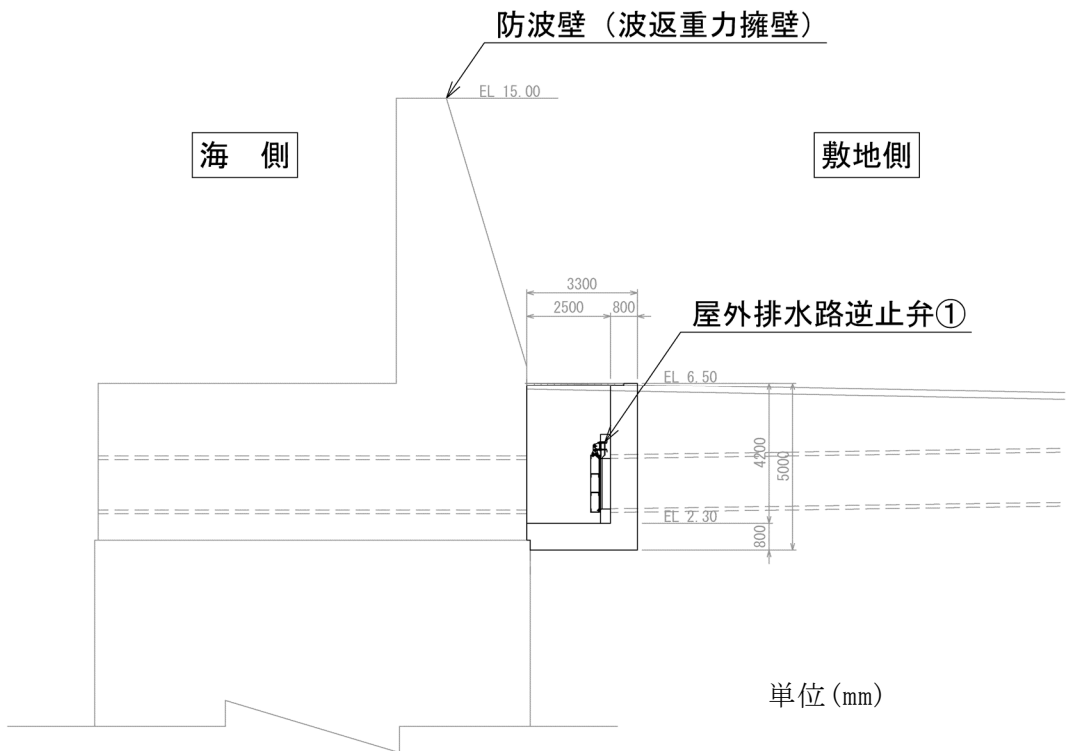 防波壁（波返重力擁壁）
EL 15.00
海　側
敷地側
3300
2500
800
屋外排水路逆止弁①
EL 6.50
4200
5000
EL 2.30
800
単位(mm)